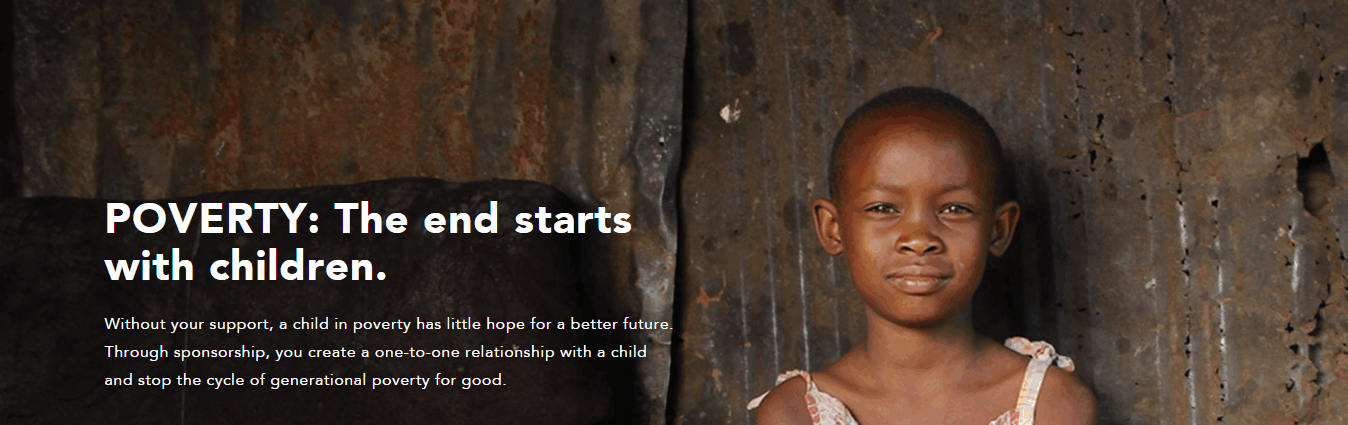 POVERTY: The end starts
with children.
Without your support, a child in poverty has little hope for a better future.
Through sponsorship, you create a one-to-one relationship with a child
and stop the cycle of generational poverty for good.